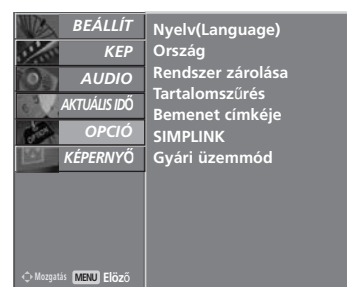 BEÁLLÍT
KEP
AUDIO
AKTUÁLIS IDŐ
OPCIÓ
KÉPERNYŐ
Nyelv(Language)
Ország
Rendszer zárolása
Tartalomszűrés
Bemenet címkéje
SIMPLINK
Gyári üzemmód
Mozgatás MENU Előző